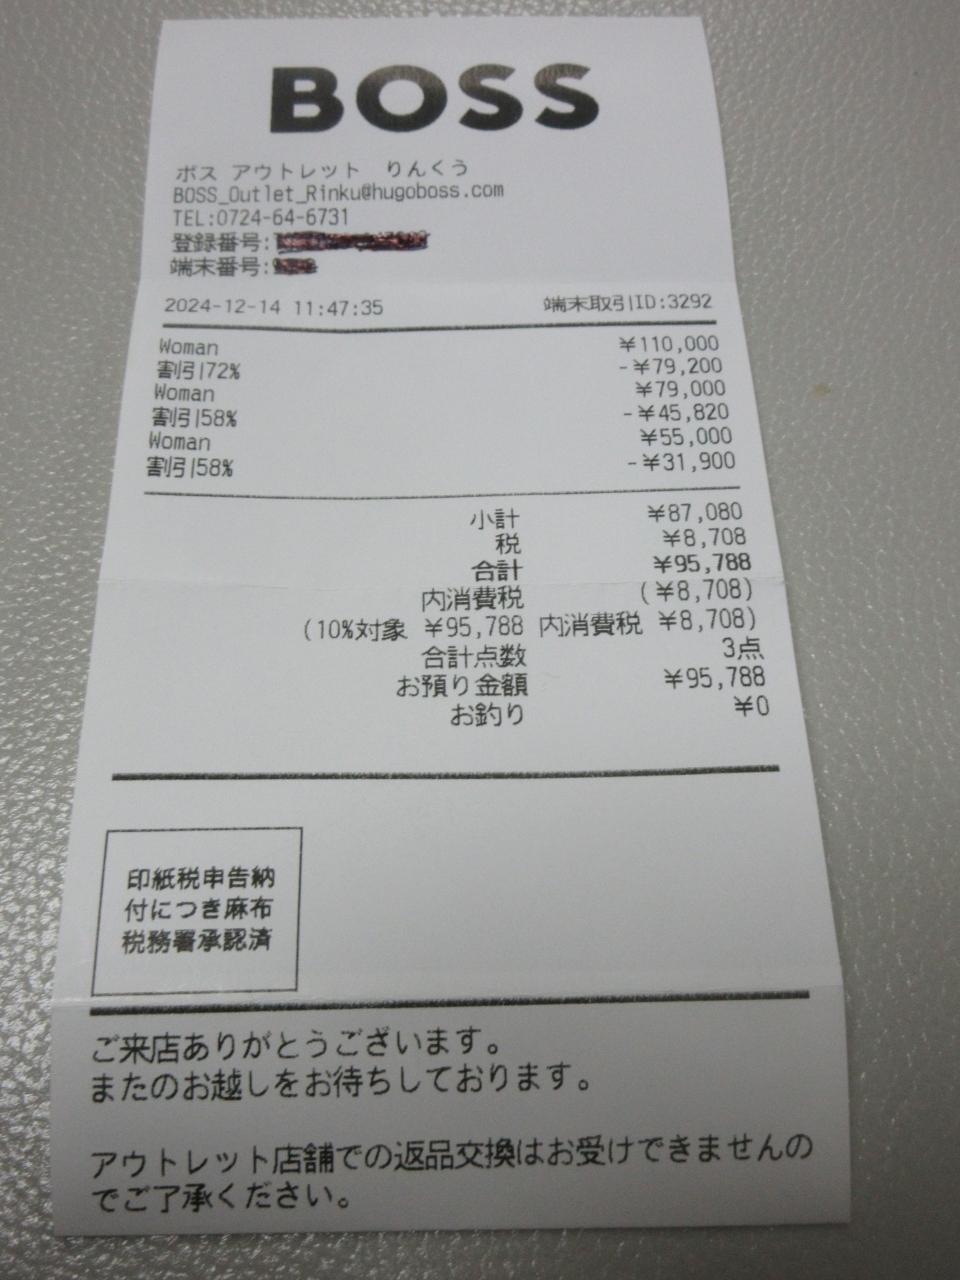 BOSS
ボス アウトレット りんくう
BOSS_Outlet_Rinku@hugoboss.com
TEL:0724-64-6731
登録番号:
端末番号:
2024-12-14 11:47:35 端末取引ID:3292
Woman ¥110,000
割引72% -¥79,200
Woman ¥79,000
割引58% -¥45,820
Woman ¥55,000
割引58% -¥31,900
小計 ¥87,080
税 ¥8,708
合計 ¥95,788
内消費税 (¥8,708)
(10%対象 ¥95,788 内消費税 ¥8,708)
合計点数 3点
お預り金額 ¥95,788
お釣り ¥0
印紙税申告納
付につき麻布
税務署承認済
ご来店ありがとうございます。
またのお越しをお待ちしております。
アウトレット店舗での返品交換はお受けできませんの
でご了承ください。